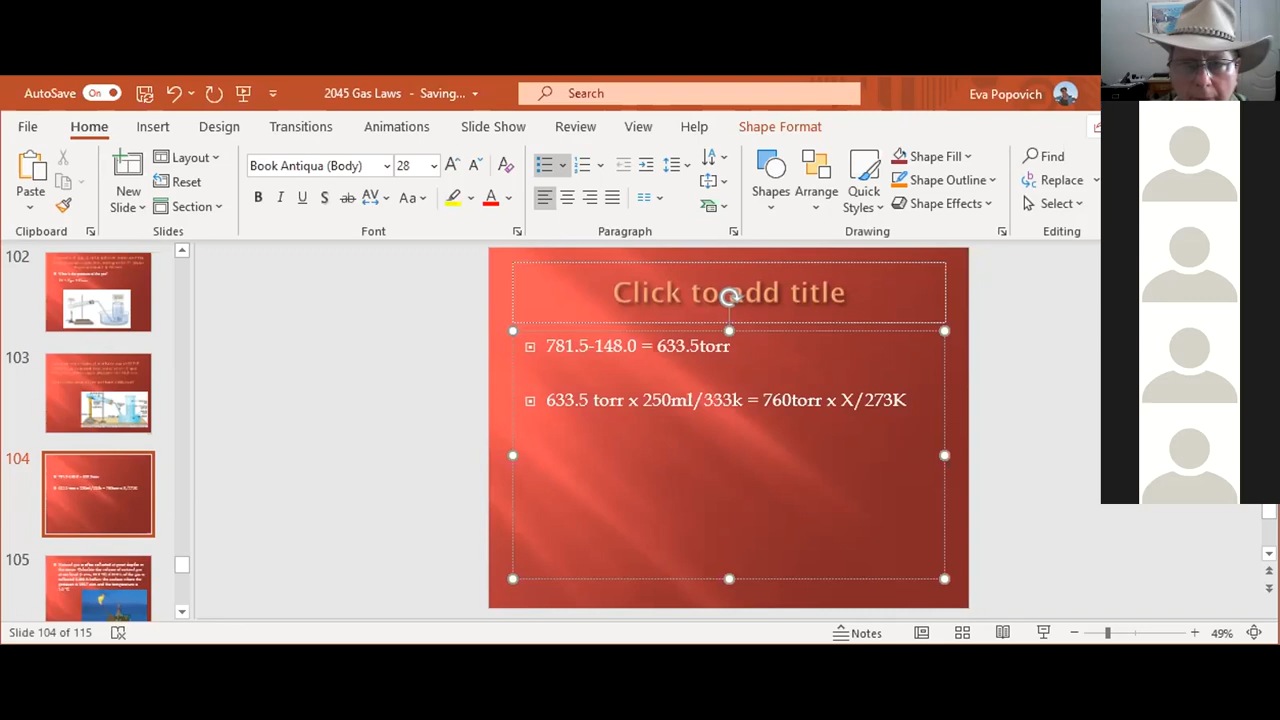 AutoSave On 2045 Gas Laws - Saving... Search Eva Popovich
File Home Insert Design Transitions Animations Slide Show Review View Help Shape Format
Paste
Clipboard
New
Slide
Layout
Reset
Section
Slides
Book Antiqua (Body) 28
B I U S ab AV Aa A
Font
Paragraph
Shapes Arrange Quick
Styles
Shape Fill
Shape Outline
Shape Effects
Drawing
Find
Replace
Select
Editing
102
103
104
105
Click to add title
781.5-148.0 = 633.5torr
633.5 torr x 250ml/333k = 760torr x X/273K
Slide 104 of 115 Notes 49%